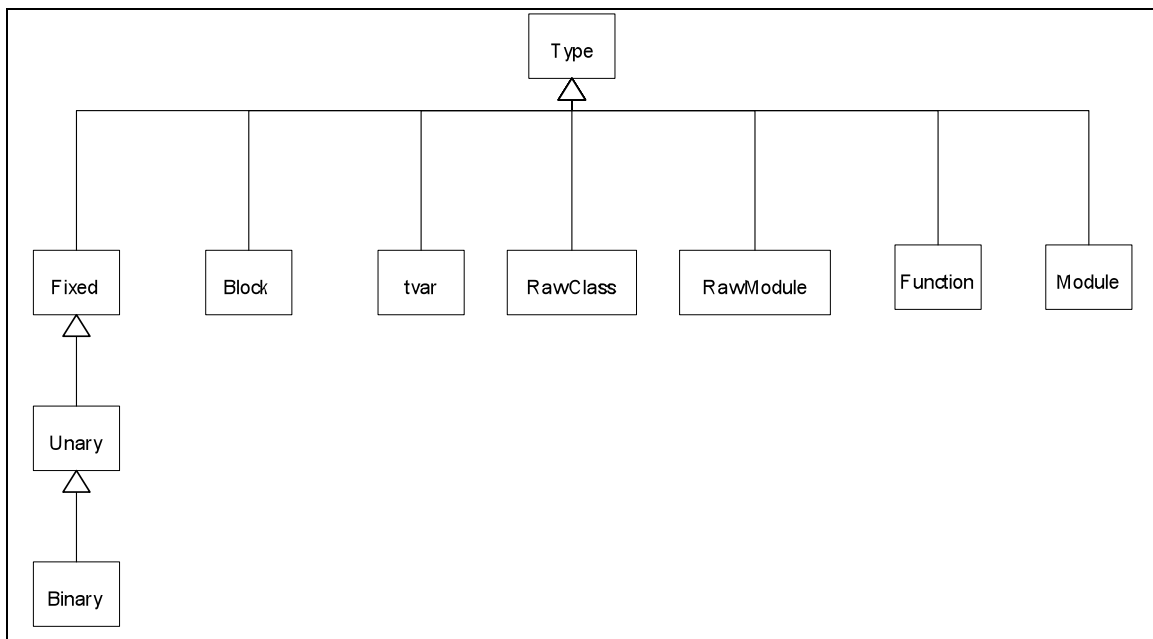 Type
Fixed
Block
tvar
RawClass
RawModule
Function
Module
Unary
Binary